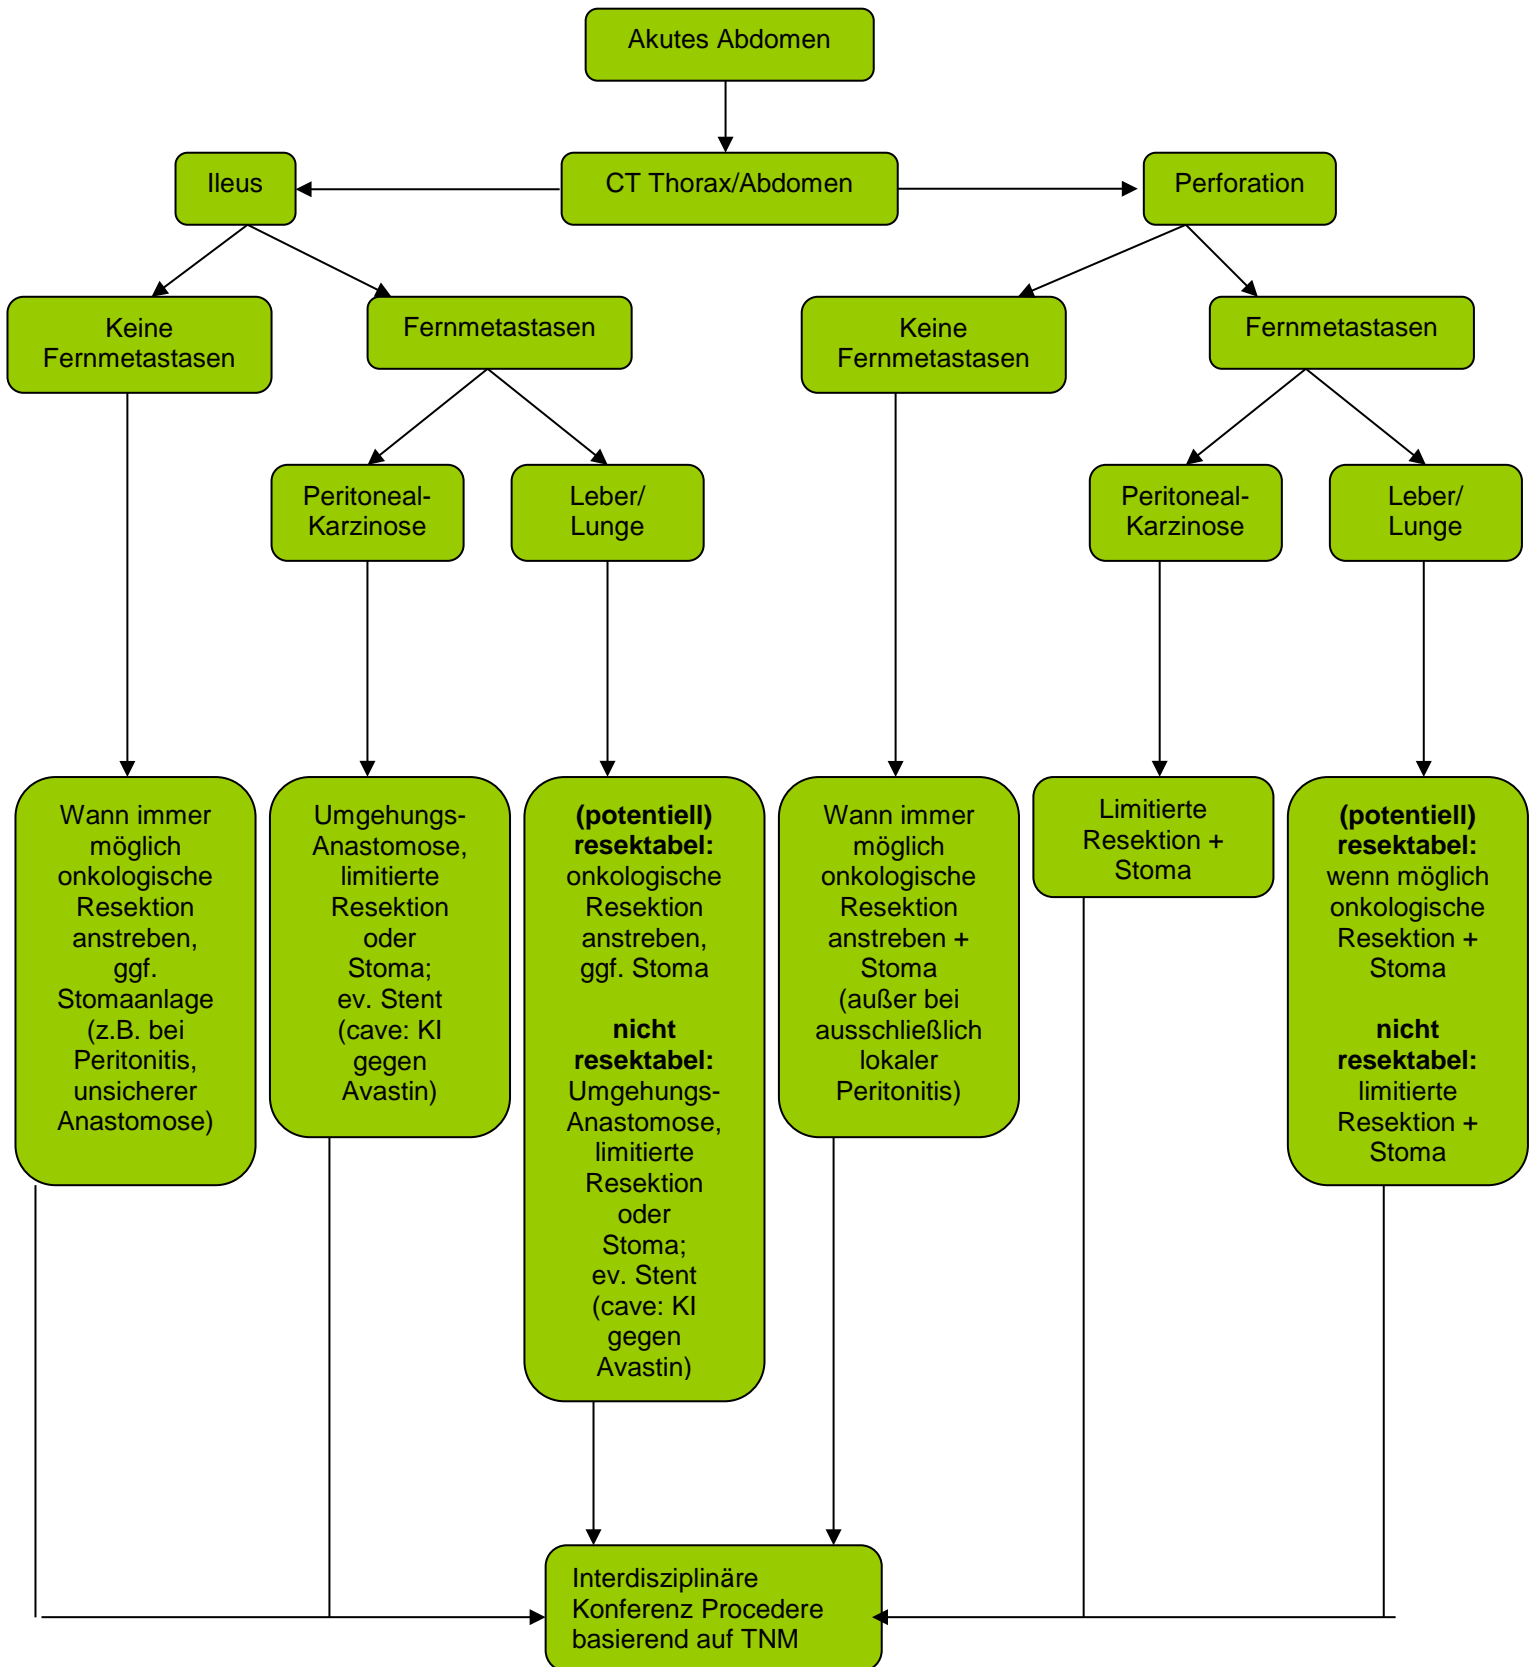 Akutes Abdomen
Ileus
CT Thorax/Abdomen
Perforation
Keine
Fernmetastasen
Fernmetastasen
Keine
Fernmetastasen
Fernmetastasen
Peritoneal-
Karzinose
Leber/
Lunge
Peritoneal-
Karzinose
Leber/
Lunge
Wann immer
möglich
onkologische
Resektion
anstreben,
ggf.
Stomaanlage
(z.B. bei
Peritonitis,
unsicherer
Anastomose)
Umgehungs-
Anastomose,
limitierte
Resektion
oder
Stoma;
ev. Stent
(cave: KI
gegen
Avastin)
(potentiell)
resektabel:
onkologische
Resektion
anstreben,
ggf. Stoma
nicht
resektabel:
Umgehungs-
Anastomose,
limitierte
Resektion
oder
Stoma;
ev. Stent
(cave: KI
gegen
Avastin)
Wann immer
möglich
onkologische
Resektion
anstreben +
Stoma
(außer bei
ausschließlich
lokaler
Peritonitis)
Limitierte
Resektion +
Stoma
(potentiell)
resektabel:
wenn möglich
onkologische
Resektion +
Stoma
nicht
resektabel:
limitierte
Resektion +
Stoma
Interdisziplinäre
Konferenz Procedere
basierend auf TNM